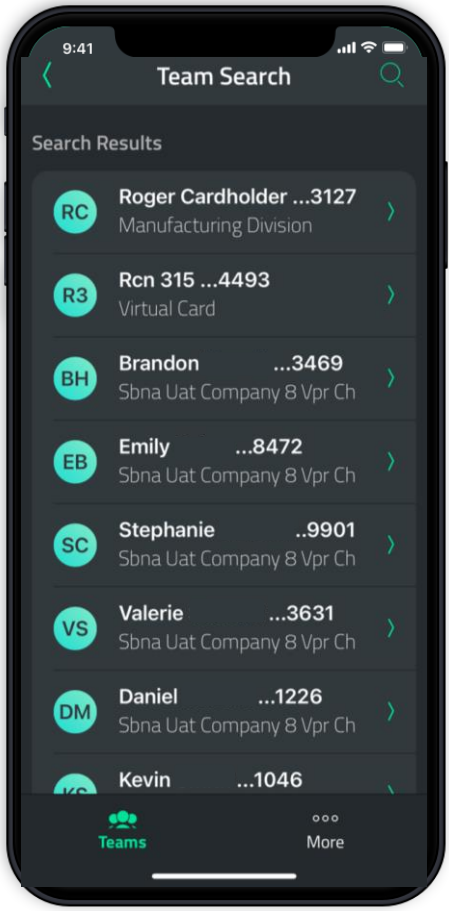 9:41
Team Search
Search Results
RC
Roger Cardholder ...3127
Manufacturing Division
R3
Rcn 315 ...4493
Virtual Card
BH
Brandon ...3469
Sbna Uat Company 8 Vpr Ch
EB
Emily ...8472
Sbna Uat Company 8 Vpr Ch
SC
Stephanie ..9901
Sbna Uat Company 8 Vpr Ch
VS
Valerie ...3631
Sbna Uat Company 8 Vpr Ch
DM
Daniel ...1226
Sbna Uat Company 8 Vpr Ch
KS
Kevin ...1046
Teams
More